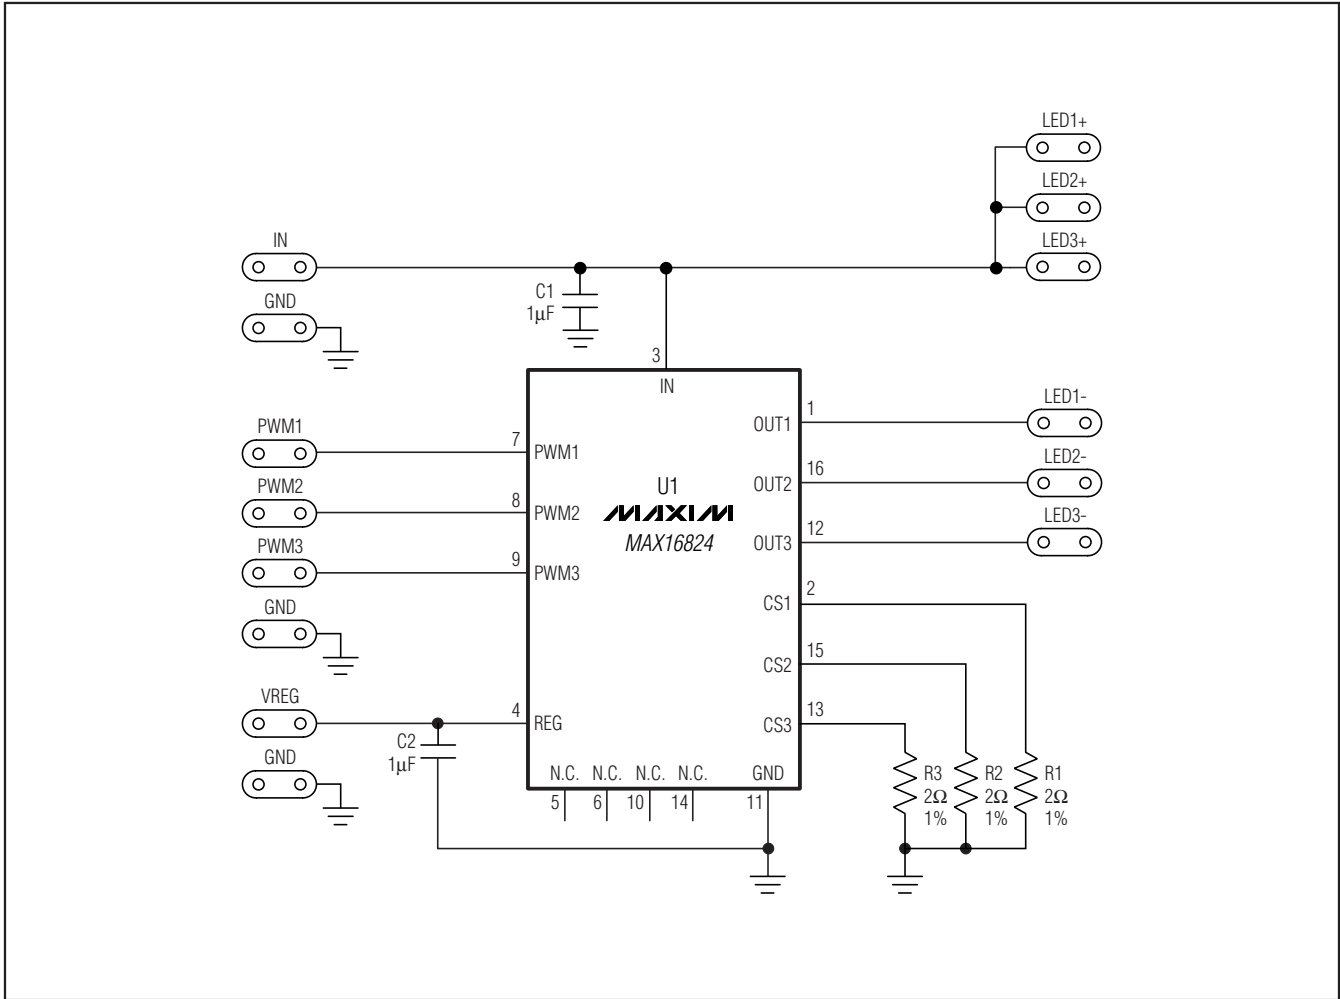 LED1+
LED2+
IN
LED3+
GND
C1
1µF
3
IN
PWM1
7
PWM1
PWM2
8
PWM2
PWM3
9
PWM3
GND
VREG
4
REG
GND
C2
1µF
U1
MAXIM
MAX16824
OUT1
1
LED1-
OUT2
16
LED2-
OUT3
12
LED3-
CS1
2
CS2
15
CS3
13
N.C. N.C. N.C. N.C. GND
5 6 10 14 11
R3
2Ω
1%
R2
2Ω
1%
R1
2Ω
1%